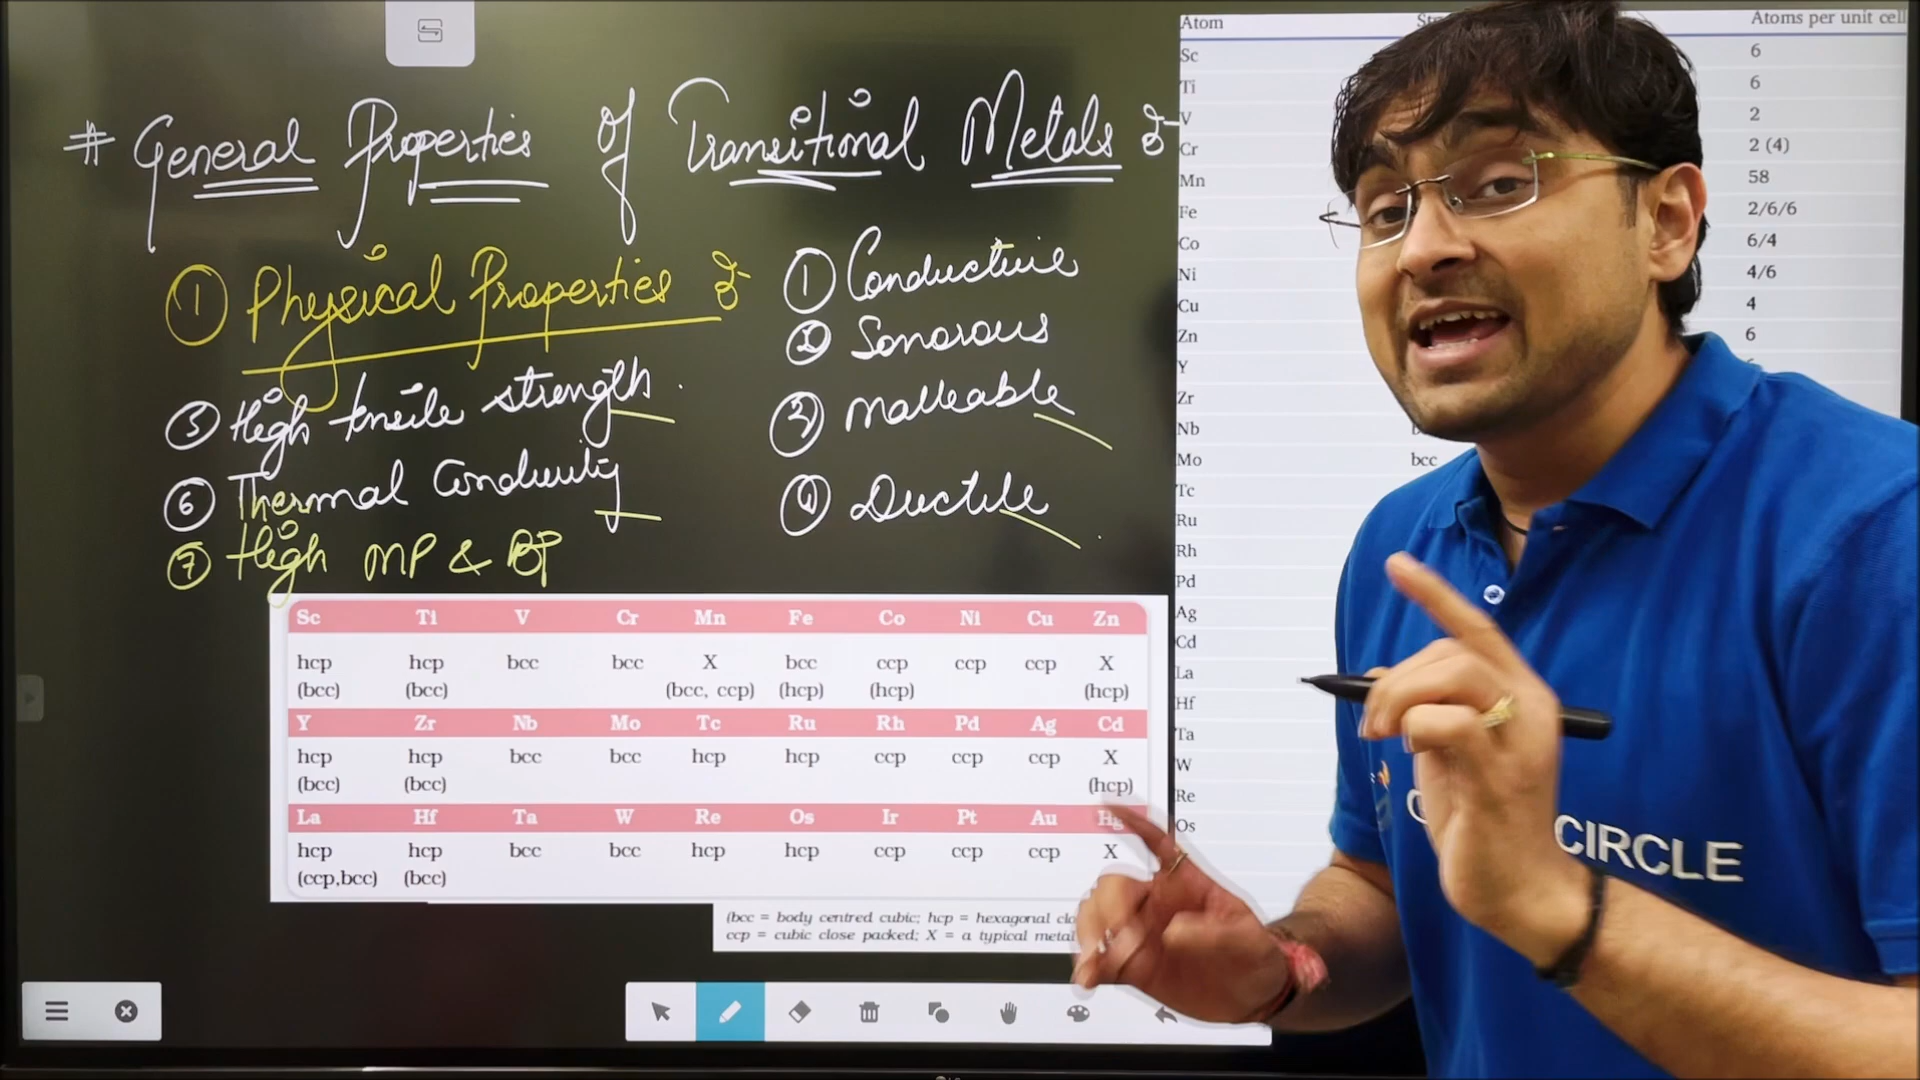 # General Properties of Transitional Metals :-
① Physical Properties :-
① Conductive
② Sonorous
③ Malleable
④ Ductile
⑤ High tensile strength.
⑥ Thermal Conductivity
⑦ High MP & BP
Sc Ti V Cr Mn Fe Co Ni Cu Zn
hcp hcp bcc bcc X bcc ccp ccp ccp X
(bcc) (bcc) (bcc, ccp) (hcp) (hcp) (hcp)
Y Zr Nb Mo Tc Ru Rh Pd Ag Cd
hcp hcp bcc bcc hcp hcp ccp ccp ccp X
(bcc) (bcc) (hcp)
La Hf Ta W Re Os Ir Pt Au Hg
hcp hcp bcc bcc hcp hcp ccp ccp ccp X
(ccp,bcc) (bcc)
(bcc = body centred cubic; hcp = hexagonal
ccp = cubic close packed; X = a typical metal
Atom Atoms per unit cell
Sc 6
Ti 6
V 2
Cr 2 (4)
Mn 58
Fe 2/6/6
Co 6/4
Ni 4/6
Cu 4
Zn 6
Y
Zr
Nb
Mo bcc
Tc
Ru
Rh
Pd
Ag
Cd
La
Hf
Ta
W
Re
Os
CIRCLE